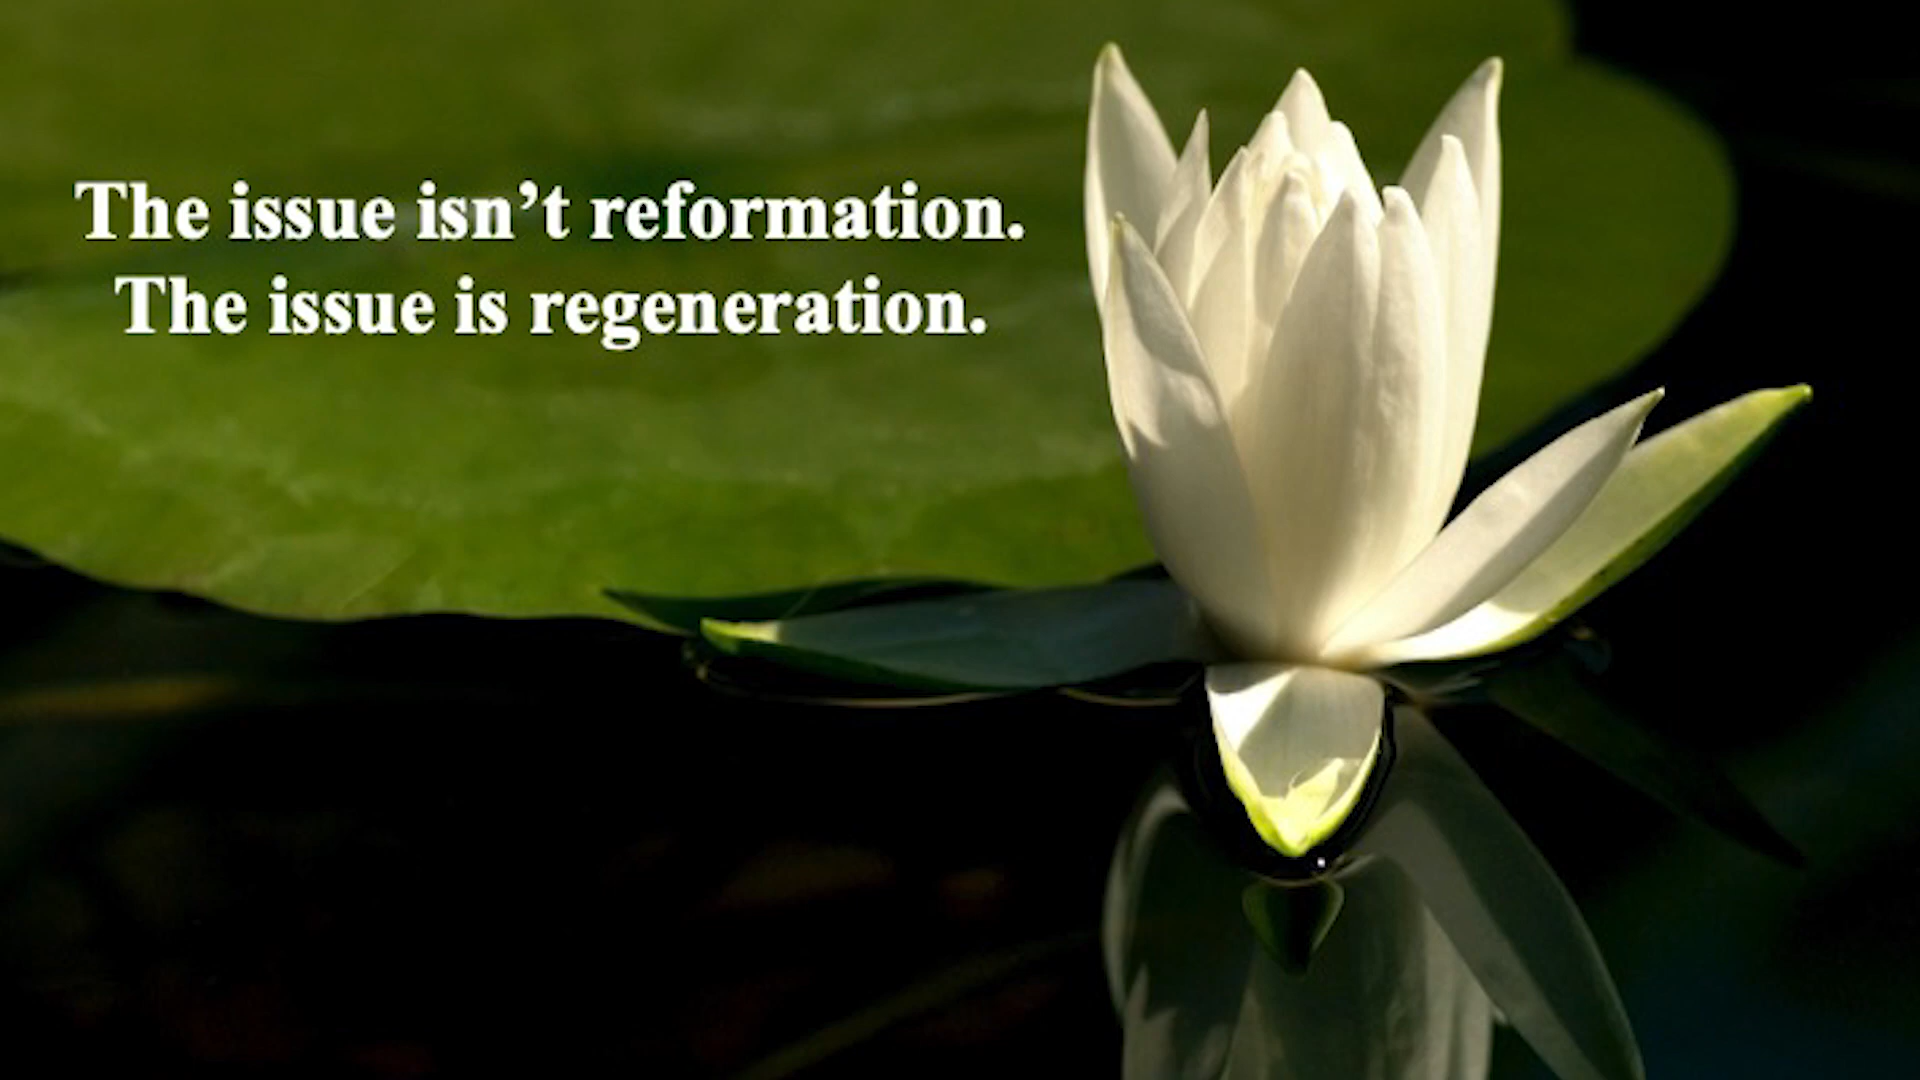 The issue isn’t reformation.
The issue is regeneration.